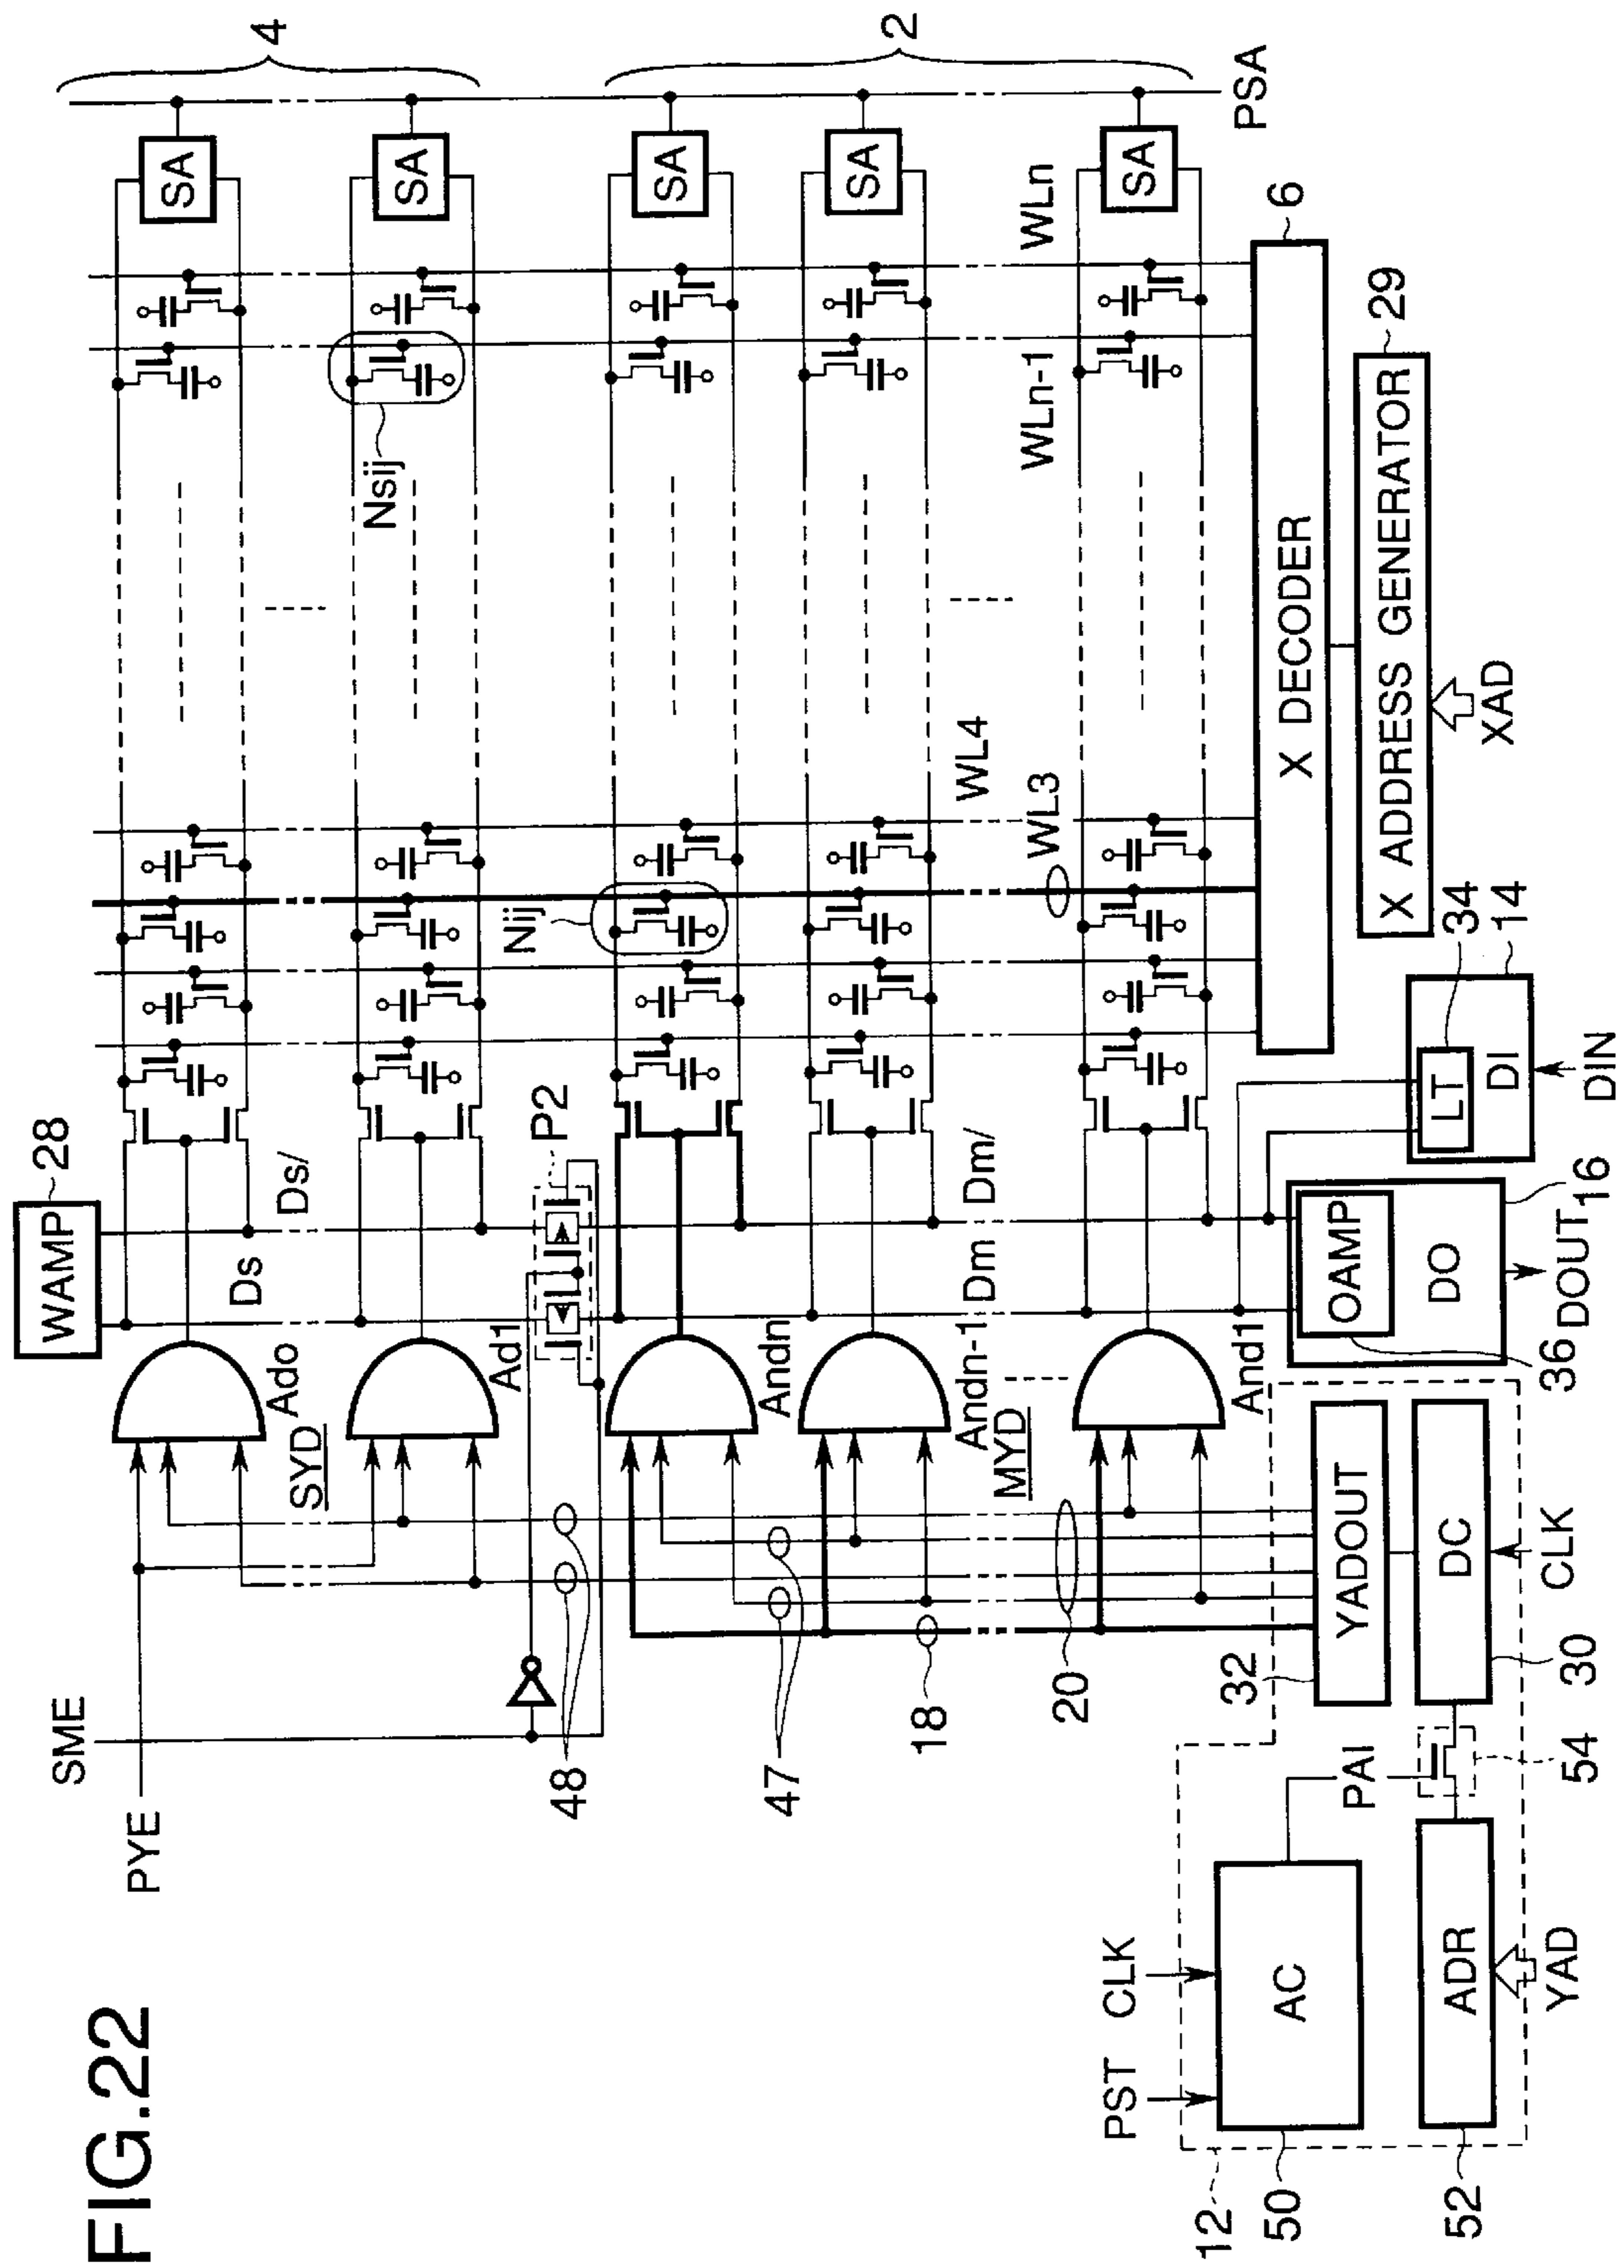 FIG.22
SME
PYE
WAMP
28
Ds
Ds/
Ado
SYD
Ad1
P2
Nsij
SA
SA
4
48
47
18
20
Andn
Andn-1
MYD
And1
Dm
Dm/
Nij
WL3
WL4
WLn-1
WLn
SA
SA
SA
2
PSA
X DECODER
6
X ADDRESS GENERATOR
29
XAD
PST
CLK
AC
50
12
ADR
52
YAD
PAI
54
YADOUT
32
DC
30
CLK
OAMP
36
DO
DOUT
16
LT
34
DI
14
DIN